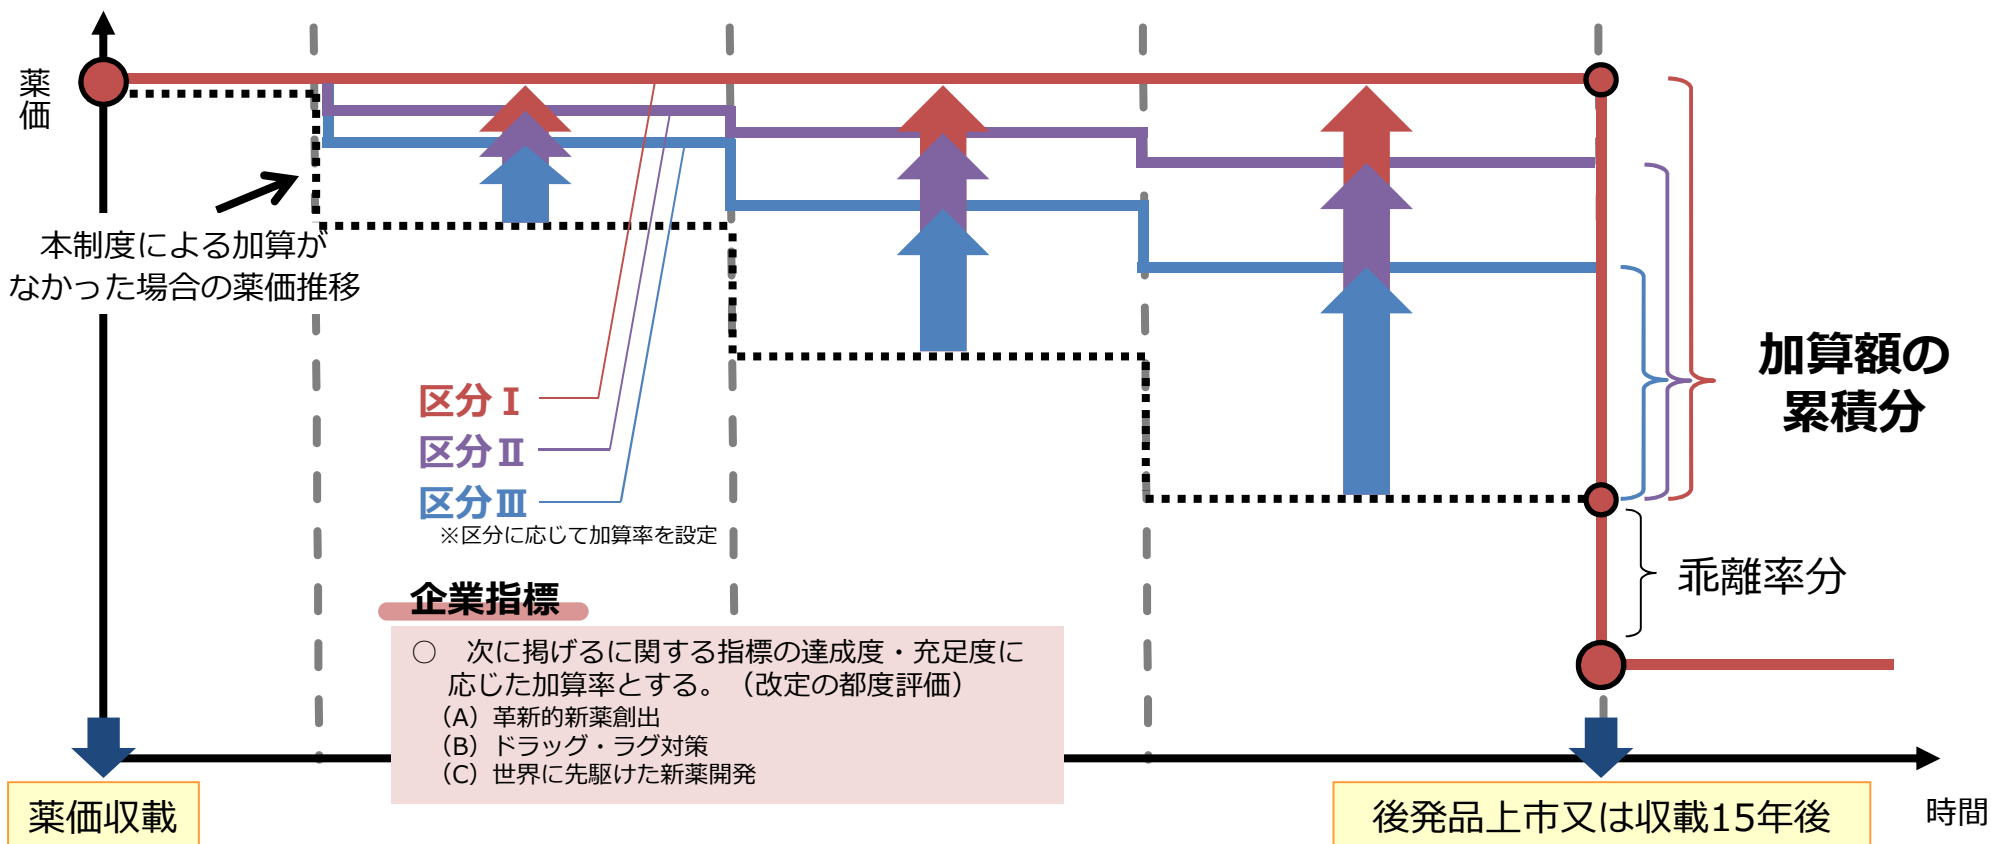 薬価
本制度による加算が
なかった場合の薬価推移
区分Ⅰ
区分Ⅱ
区分Ⅲ
※区分に応じて加算率を設定
加算額の
累積分
乖離率分
企業指標
○　次に掲げるに関する指標の達成度・充足度に
応じた加算率とする。（改定の都度評価）
（A）革新的新薬創出
（B）ドラッグ・ラグ対策
（C）世界に先駆けた新薬開発
薬価収載
後発品上市又は収載15年後
時間